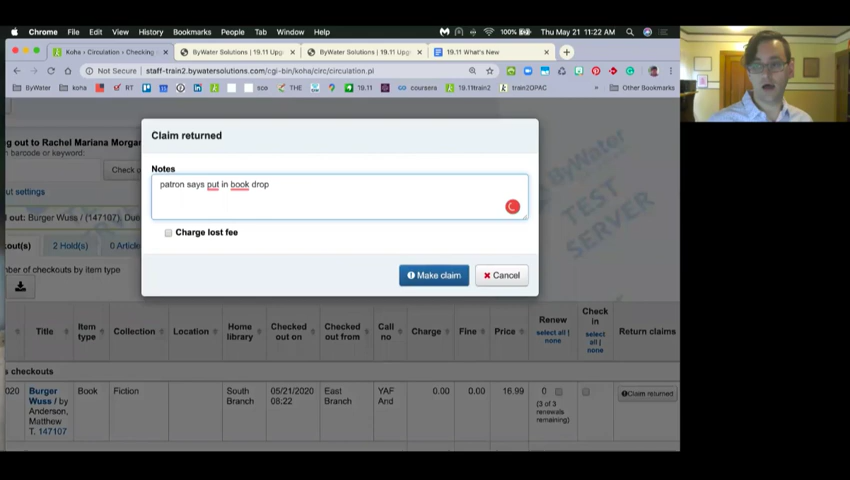 Chrome File Edit View History Bookmarks People Tab Window Help 100% Thu May 21 11:22 AM
Koha › Circulation › Checking
ByWater Solutions | 19.11 Upg
ByWater Solutions | 19.11 Upg
19.11 What's New
Not Secure | staff-train2.bywatersolutions.com/cgi-bin/koha/circ/circulation.pl
ByWater koha RT sco THE 19.11 coursera 19.11train2 train2OPAC » Other Bookmarks
Claim returned
Notes
patron says put in book drop
Charge lost fee
Make claim
Cancel
ng out to Rachel Mariana Morga
n barcode or keyword:
Check o
ut settings
out: Burger Wuss / (147107). Due
kout(s) 2 Hold(s) 0 Article
mber of checkouts by item type
ByWater
TEST
SERVER
Title
Item type
Collection
Location
Home library
Checked out on
Checked out from
Call no
Charge
Fine
Price
Renew
select all | none
Check in
select all | none
Return claims
s checkouts
020
Burger Wuss / by Anderson, Matthew T. 147107
Book
Fiction
South Branch
05/21/2020 08:22
East Branch
YAF And
0.00
0.00
16.99
0
(3 of 3 renewals remaining)
Claim returned